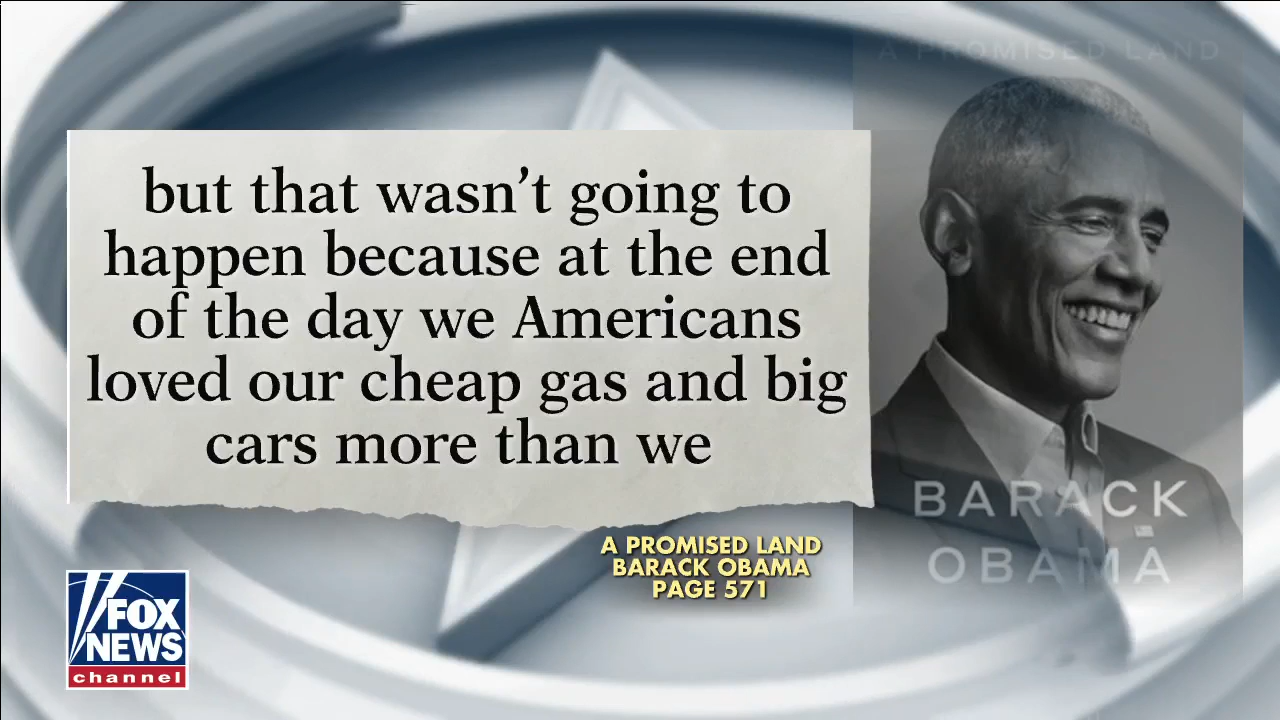 A PROMISED LAND
but that wasn't going to
happen because at the end
of the day we Americans
loved our cheap gas and big
cars more than we
BARACK
OBAMA
A PROMISED LAND
BARACK OBAMA
PAGE 571
FOX
NEWS
channel